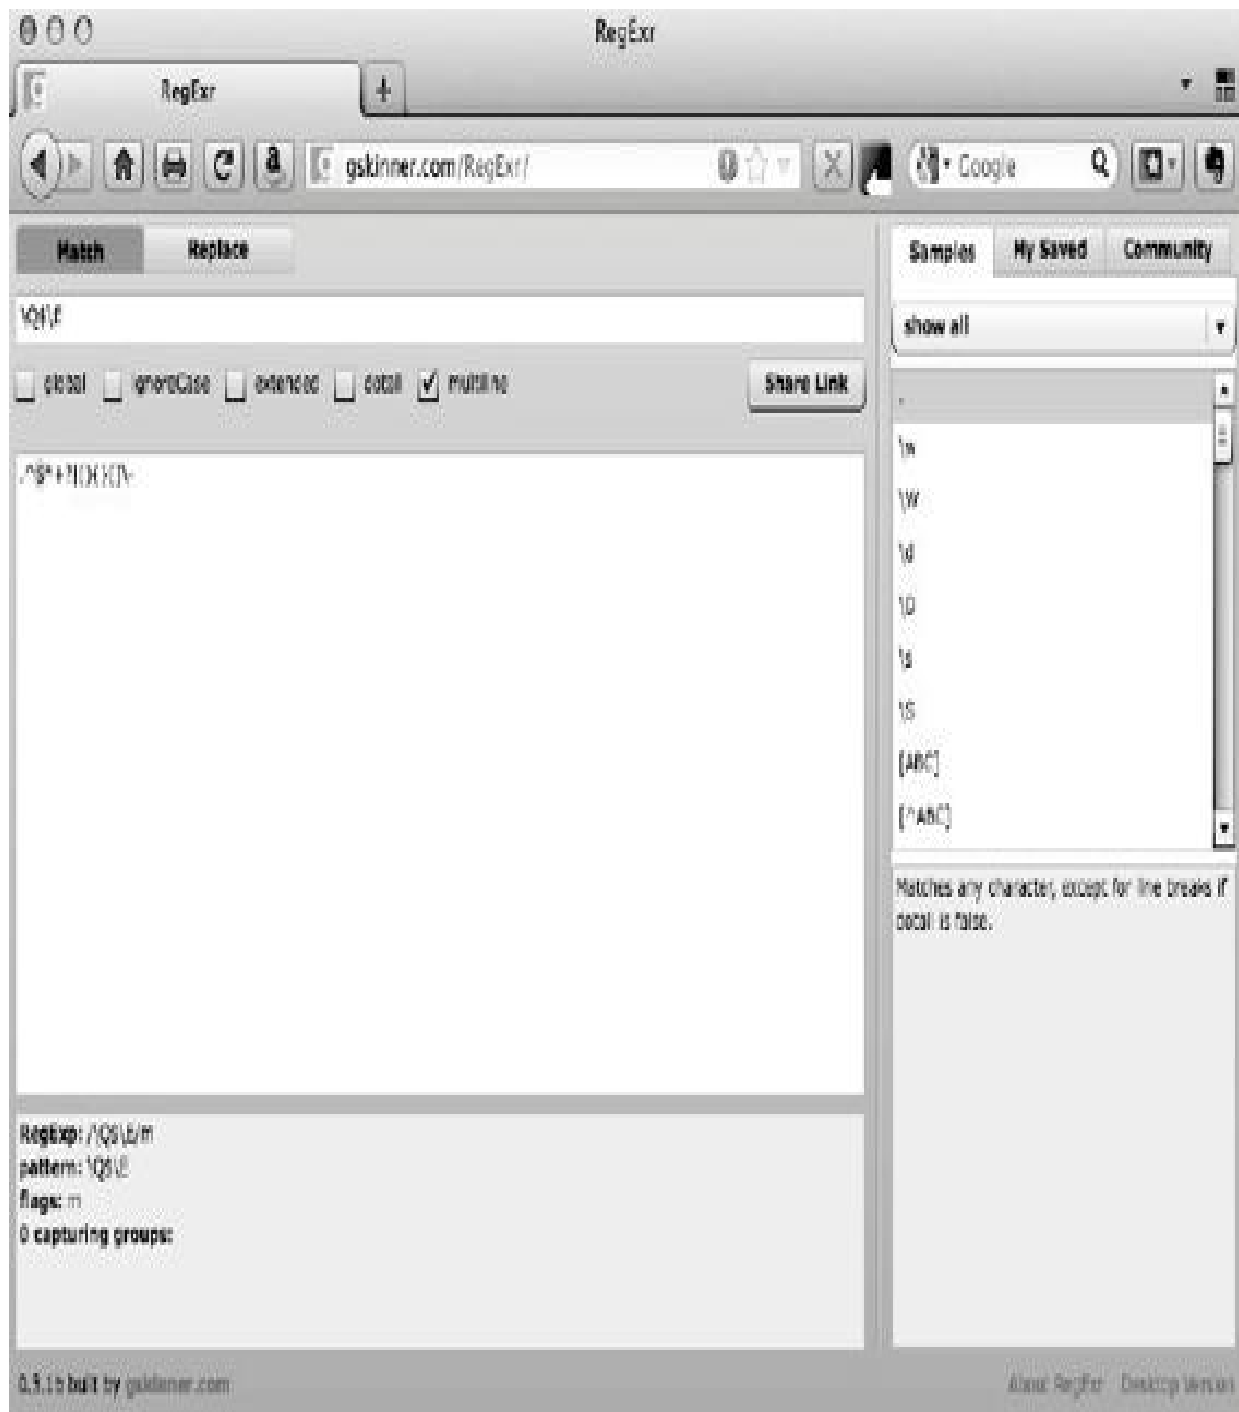 RegExr
RegExr
gskinner.com/RegExr/
Google
Match Replace
Samples My Saved Community
\Q$\E
show all
global ignoreCase extended dotall multiline
Share Link
.
\w
\W
\d
\D
\s
\S
[ABC]
[^ABC]
Matches any character, except for line breaks if
dotall is false.
RegExp: /\Q$\E/m
pattern: \Q$\E
flags: m
0 capturing groups:
built by gskinner.com
About RegExr Desktop Version